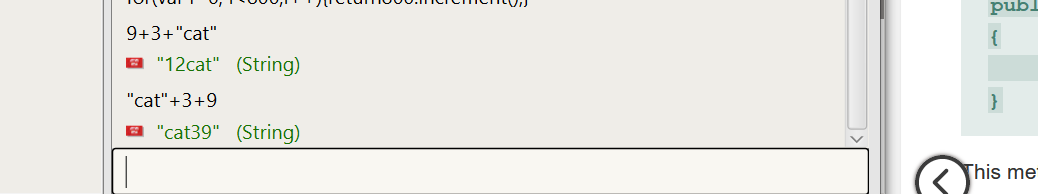 9+3+"cat"
"12cat" (String)
"cat"+3+9
"cat39" (String)
publ
{
}
This me